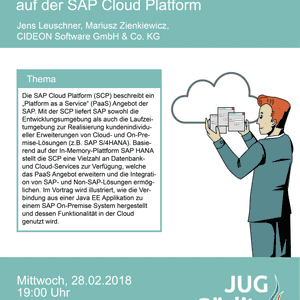 auf der SAP Cloud Platform
Jens Leuschner, Mariusz Zienkiewicz,
CIDEON Software GmbH & Co. KG
Thema
Die SAP Cloud Platform (SCP) beschreibt ein
„Platform as a Service“ (PaaS) Angebot der
SAP. Mit der SCP liefert SAP sowohl die
Entwicklungsumgebung als auch die Laufzei-
tumgebung zur Realisierung kundenindividu-
eller Erweiterungen von Cloud- und On-Pre-
mise-Lösungen (z.B. SAP S/4HANA). Basie-
rend auf der In-Memory-Plattform SAP HANA
stellt die SCP eine Vielzahl an Datenbank-
und Cloud-Services zur Verfügung, welche
das PaaS Angebot erweitern und die Integrati-
on von SAP- und Non-SAP-Lösungen ermög-
lichen. Im Vortrag wird illustriert, wie die Ver-
bindung aus einer Java EE Applikation zu
einem SAP On-Premise System hergestellt
und dessen Funktionalität in der Cloud
genutzt wird.
Mittwoch, 28.02.2018
19:00 Uhr
JUG
Görlitz